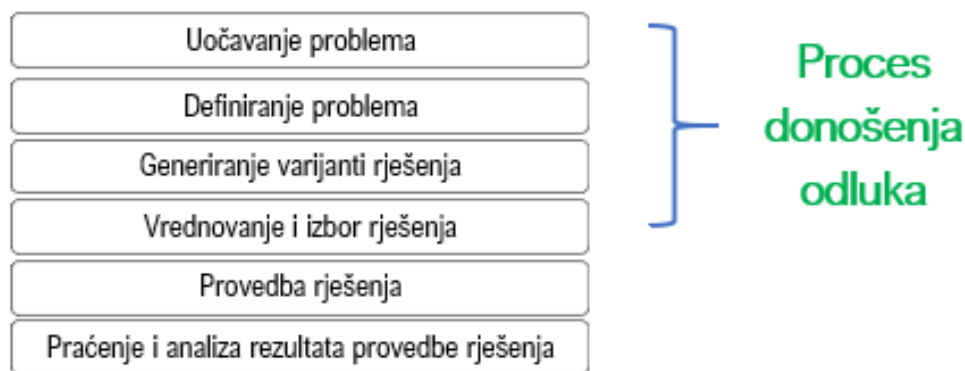 Uočavanje problema
Definiranje problema
Generiranje varijanti rješenja
Vrednovanje i izbor rješenja
Provedba rješenja
Praćenje i analiza rezultata provedbe rješenja
Proces
donošenja
odluka